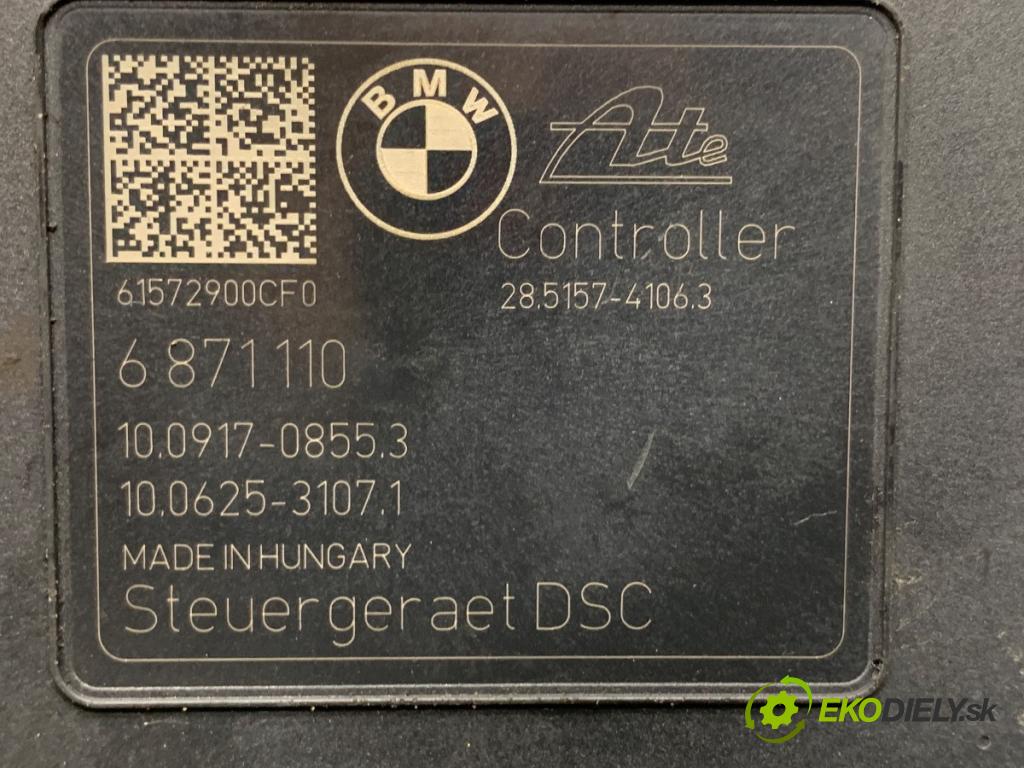 BMW
Ate
Controller
61572900CF0
28.5157-4106.3
6 871 110
10.0917-0855.3
10.0625-3107.1
MADE IN HUNGARY
Steuergeraet DSC
EKODIELY.sk